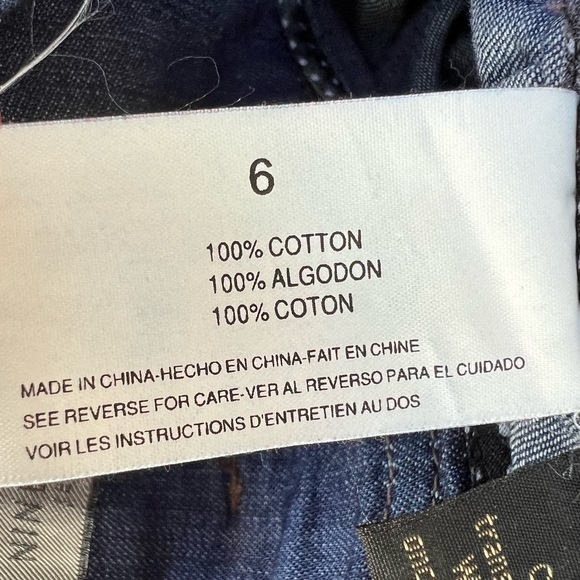 6
100% COTTON
100% ALGODON
100% COTON
MADE IN CHINA-HECHO EN CHINA-FAIT EN CHINE
SEE REVERSE FOR CARE-VER AL REVERSO PARA EL CUIDADO
VOIR LES INSTRUCTIONS D'ENTRETIEN AU DOS